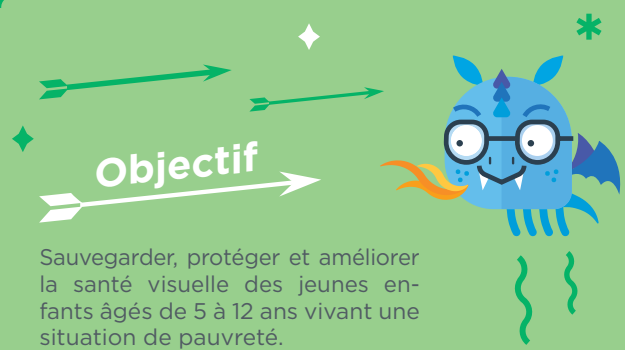 Objectif
Sauvegarder, protéger et améliorer
la santé visuelle des jeunes en-
fants âgés de 5 à 12 ans vivant une
situation de pauvreté.